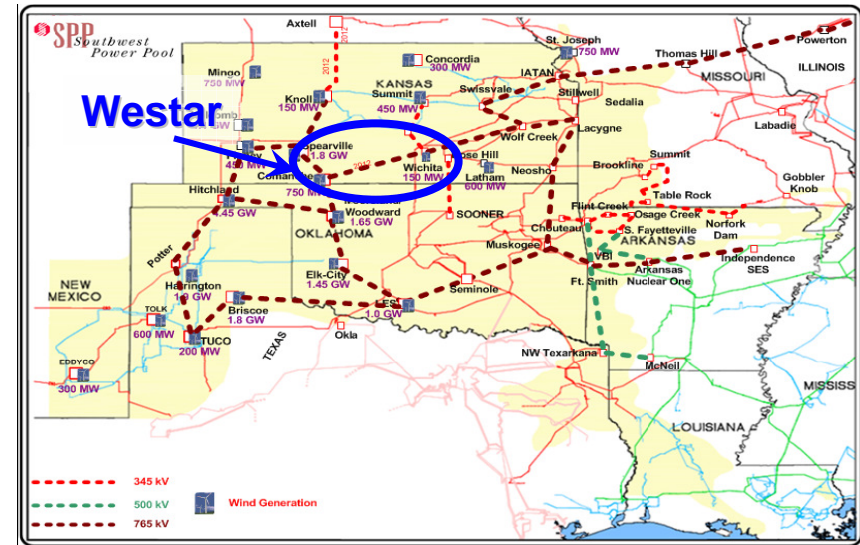 SPP Southwest
Power Pool
Axtell
2012
2012
Mingo
750 MW
Concordia
300 MW
St. Joseph
750 MW
Thomas Hill
Powerton
ILLINOIS
MISSOURI
IATAN
KANSAS
Summit
450 MW
Swissvale
Stilwell
Sedalia
Knoll
150 MW
Labadie
Westar
Wolf Creek
Lacygne
Spearville
1.8 GW
2012
Wichita
150 MW
Rose Hill
Latham
600 MW
Neosho
Brookline
Summit
Gobbler
Knob
Comanche
750 MW
Hitchland
4.45 GW
Table Rock
Flint Creek
Osage Creek
Norfork
Dam
Woodward
1.65 GW
SOONER
Chouteau
S. Fayetteville
OKLAHOMA
ARKANSAS
Muskogee
VBI
Independence
SES
Arkansas
Nuclear One
Ft. Smith
Potter
Elk-City
1.45 GW
Seminole
NEW
MEXICO
Harrington
TOLK
600 MW
Briscoe
1.8 GW
LES
1.0 GW
TUCO
200 MW
TEXAS
Okla
EDDYCO
300 MW
NW Texarkana
McNeil
MISSISS
LOUISIANA
345 kV
500 kV
765 kV
Wind Generation